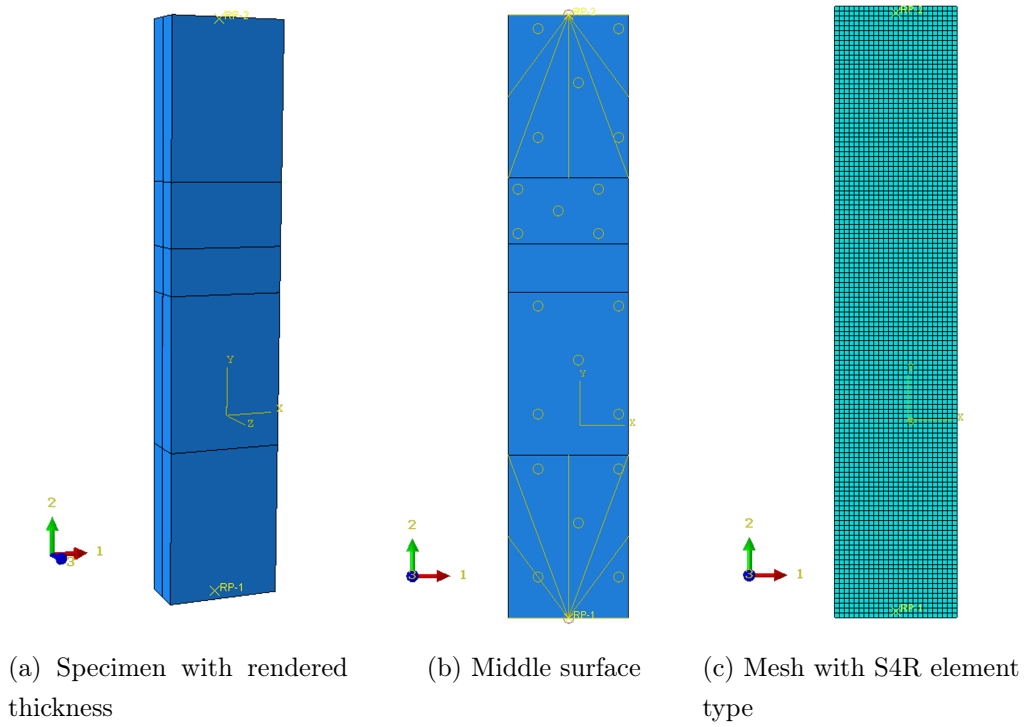 RP-2
RP-2
RP-2
Y
X
Z
Y
X
Y
X
2
1
3
2
1
3
2
1
3
RP-1
RP-1
RP-1
(a) Specimen with rendered
thickness
(b) Middle surface
(c) Mesh with S4R element
type